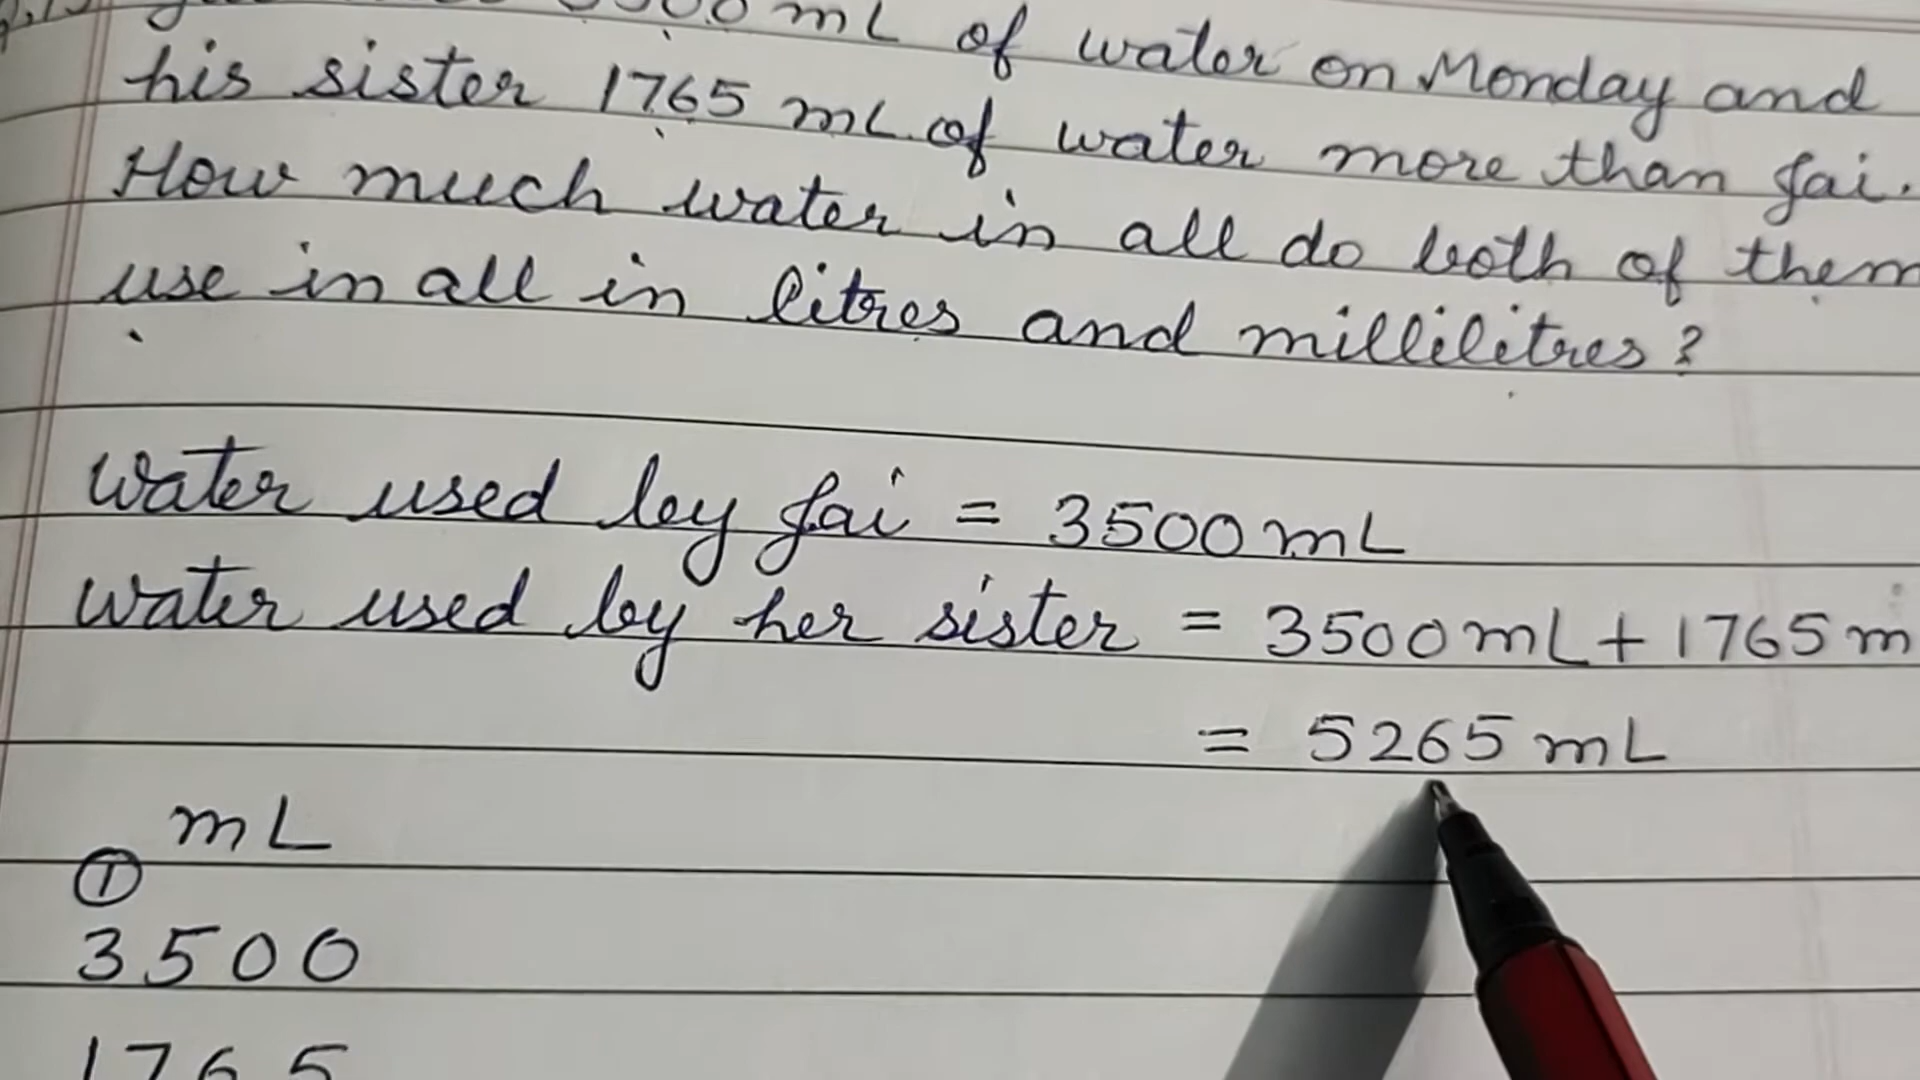 mL of water on Monday and
his sister 1765 mL of water more than Jai.
How much water in all do both of them
use in all in litres and millilitres?
Water used by Jai = 3500 mL
Water used by her sister = 3500 mL + 1765 m
= 5265 mL
mL
1
3500
1765